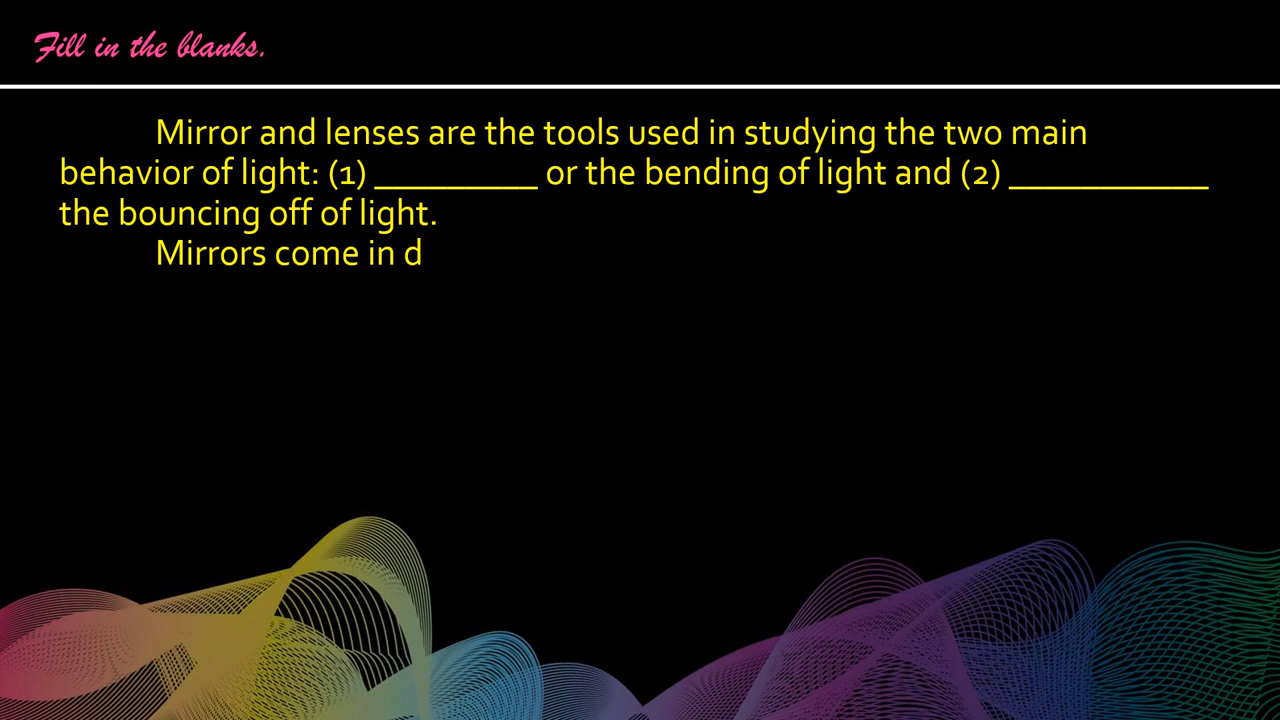 Fill in the blanks.
Mirror and lenses are the tools used in studying the two main
behavior of light: (1) _________ or the bending of light and (2) ___________
the bouncing off of light.
Mirrors come in d